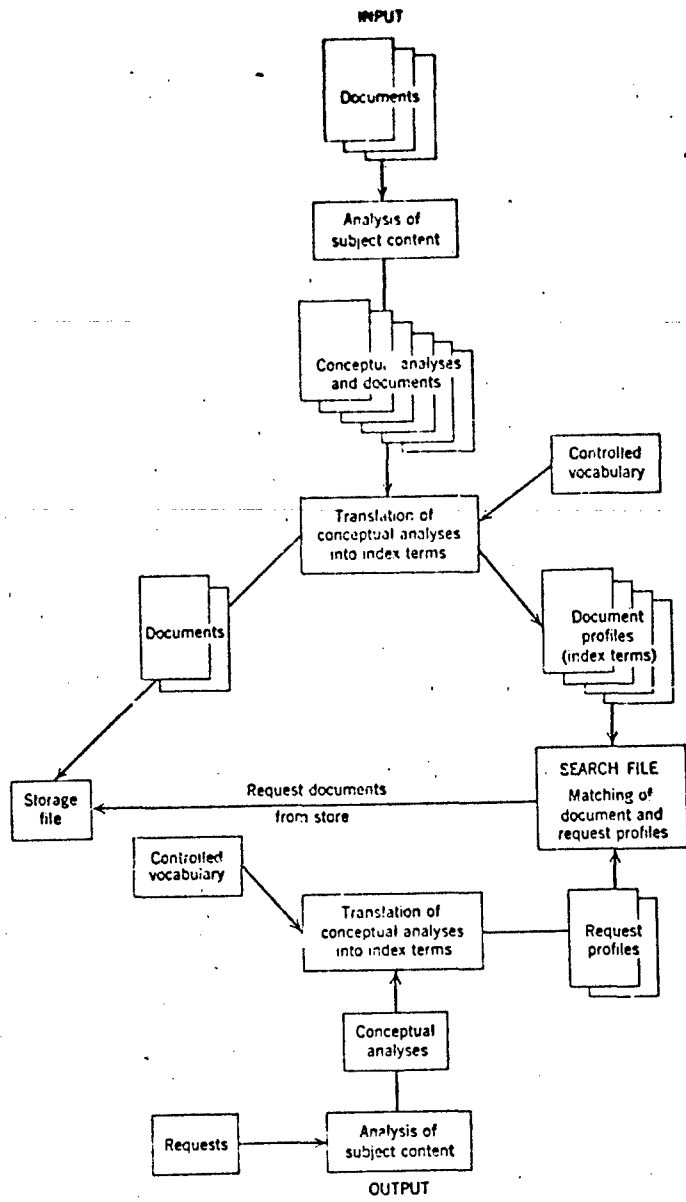 INPUT
Documents
Analysis of
subject content
Conceptual analyses
and documents
Controlled
vocabulary
Translation of
conceptual analyses
into index terms
Documents
Document
profiles
(index terms)
Storage
file
Request documents
from store
SEARCH FILE
Matching of
document and
request profiles
Controlled
vocabulary
Translation of
conceptual analyses
into index terms
Request
profiles
Conceptual
analyses
Requests
Analysis of
subject content
OUTPUT